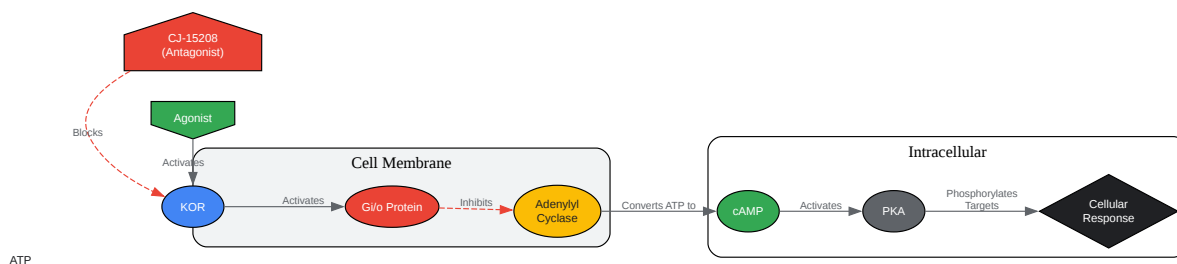 CJ-15208
(Antagonist)
Blocks
Agonist
Activates
Cell Membrane
KOR
Activates
Gi/o Protein
Inhibits
Adenylyl
Cyclase
Converts ATP to
Intracellular
cAMP
Activates
PKA
Phosphorylates
Targets
Cellular
Response
ATP